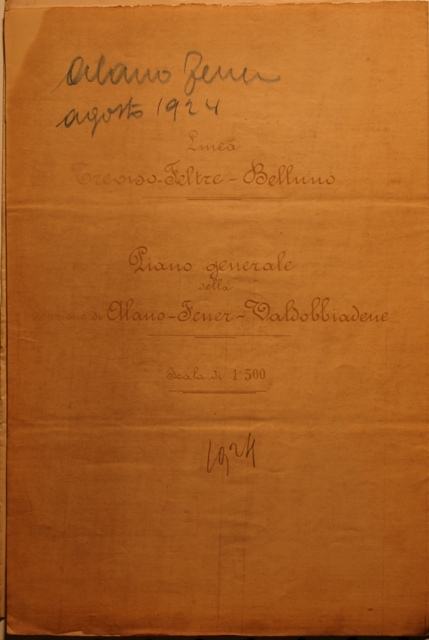 Alano Fener
agosto 1924
Linea
Treviso-Feltre-Belluno
Piano generale
della
stazione di Alano-Fener-Valdobbiadene
Scala di 1:500
1924